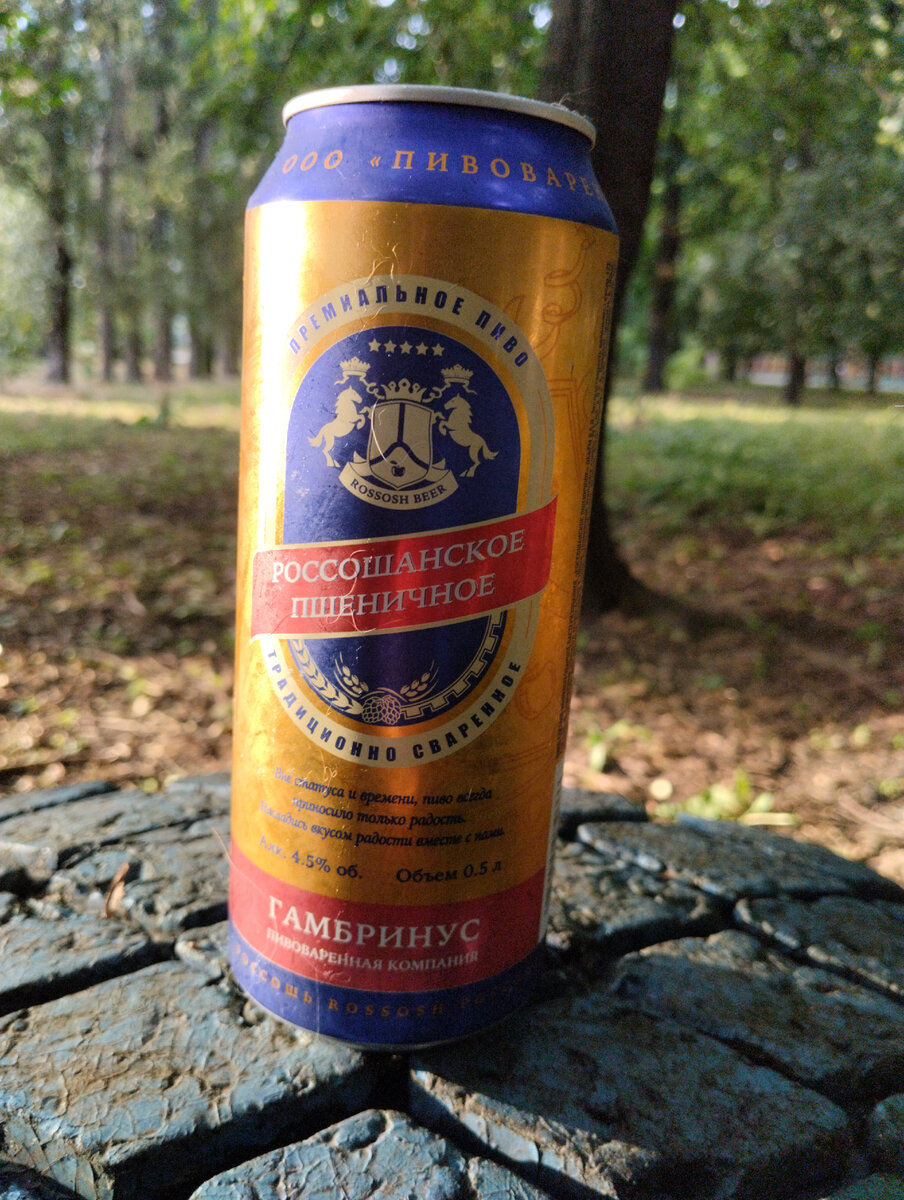 ООО «ПИВОВАРЕ
ПРЕМИАЛЬНОЕ ПИВО
ROSSOSH BEER
РОССОШАНСКОЕ
ПШЕНИЧНОЕ
ТРАДИЦИОННО СВАРЕННОЕ
Вне статуса и времени, пиво всегда
приносило только радость.
Насладись вкусом радости вместе с нами.
Алк. 4.5% об. Объем 0.5 л
ГАМБРИНУС
ПИВОВАРЕННАЯ КОМПАНИЯ
РОССОШЬ ROSSOSH